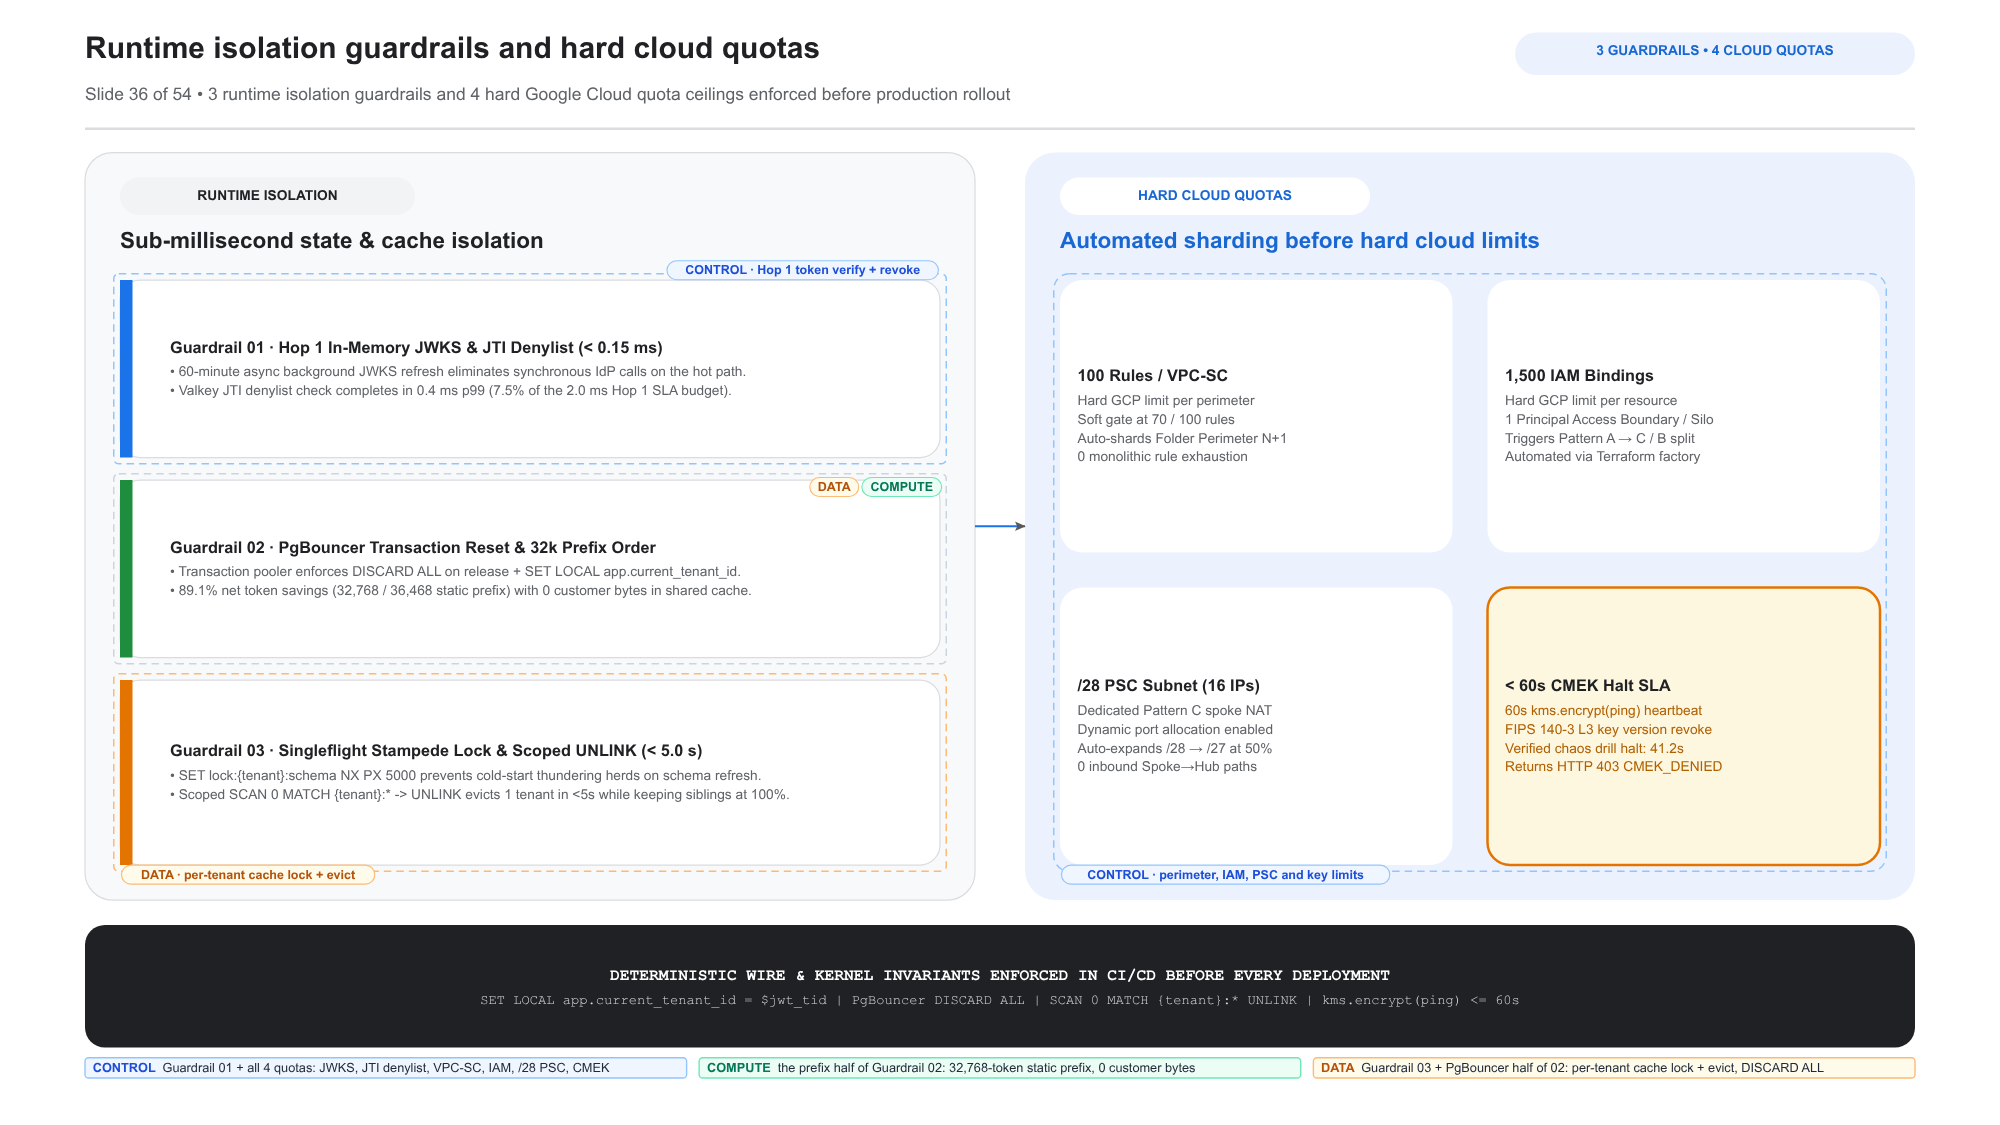 Runtime isolation guardrails and hard cloud quotas
3 GUARDRAILS • 4 CLOUD QUOTAS
Slide 36 of 54 • 3 runtime isolation guardrails and 4 hard Google Cloud quota ceilings enforced before production rollout
RUNTIME ISOLATION
Sub-millisecond state & cache isolation
CONTROL · Hop 1 token verify + revoke
Guardrail 01 · Hop 1 In-Memory JWKS & JTI Denylist (< 0.15 ms)
• 60-minute async background JWKS refresh eliminates synchronous IdP calls on the hot path.
• Valkey JTI denylist check completes in 0.4 ms p99 (7.5% of the 2.0 ms Hop 1 SLA budget).
DATA
COMPUTE
Guardrail 02 · PgBouncer Transaction Reset & 32k Prefix Order
• Transaction pooler enforces DISCARD ALL on release + SET LOCAL app.current_tenant_id.
• 89.1% net token savings (32,768 / 36,468 static prefix) with 0 customer bytes in shared cache.
Guardrail 03 · Singleflight Stampede Lock & Scoped UNLINK (< 5.0 s)
• SET lock:{tenant}:schema NX PX 5000 prevents cold-start thundering herds on schema refresh.
• Scoped SCAN 0 MATCH {tenant}:* -> UNLINK evicts 1 tenant in <5s while keeping siblings at 100%.
DATA · per-tenant cache lock + evict
HARD CLOUD QUOTAS
Automated sharding before hard cloud limits
100 Rules / VPC-SC
Hard GCP limit per perimeter
Soft gate at 70 / 100 rules
Auto-shards Folder Perimeter N+1
0 monolithic rule exhaustion
1,500 IAM Bindings
Hard GCP limit per resource
1 Principal Access Boundary / Silo
Triggers Pattern A → C / B split
Automated via Terraform factory
/28 PSC Subnet (16 IPs)
Dedicated Pattern C spoke NAT
Dynamic port allocation enabled
Auto-expands /28 → /27 at 50%
0 inbound Spoke→Hub paths
< 60s CMEK Halt SLA
60s kms.encrypt(ping) heartbeat
FIPS 140-3 L3 key version revoke
Verified chaos drill halt: 41.2s
Returns HTTP 403 CMEK_DENIED
CONTROL · perimeter, IAM, PSC and key limits
DETERMINISTIC WIRE & KERNEL INVARIANTS ENFORCED IN CI/CD BEFORE EVERY DEPLOYMENT
SET LOCAL app.current_tenant_id = $jwt_tid | PgBouncer DISCARD ALL | SCAN 0 MATCH {tenant}:* UNLINK | kms.encrypt(ping) <= 60s
CONTROL Guardrail 01 + all 4 quotas: JWKS, JTI denylist, VPC-SC, IAM, /28 PSC, CMEK
COMPUTE the prefix half of Guardrail 02: 32,768-token static prefix, 0 customer bytes
DATA Guardrail 03 + PgBouncer half of 02: per-tenant cache lock + evict, DISCARD ALL